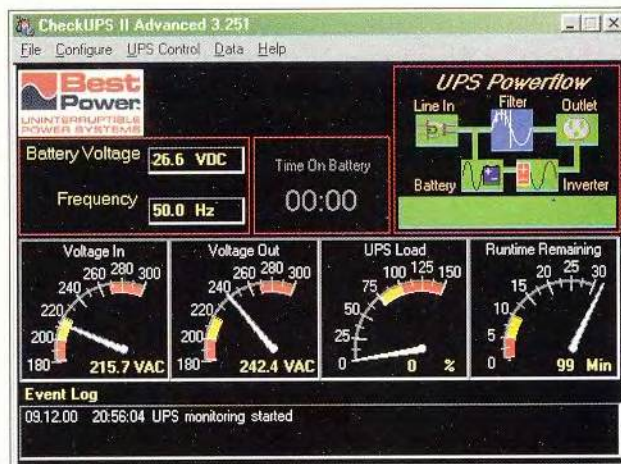 CheckUPS II Advanced 3.251
File Configure UPS Control Data Help
Best
Power
UNINTERRUPTIBLE
POWER SYSTEMS
UPS Powerflow
Line In Filter Outlet
Battery Inverter
Battery Voltage 26.6 VDC
Frequency 50.0 Hz
Time On Battery
00:00
Voltage In
180 200 220 240 260 280 300
215.7 VAC
Voltage Out
180 200 220 240 260 280 300
242.4 VAC
UPS Load
0 25 50 75 100 125 150
0 %
Runtime Remaining
0 5 10 15 20 25 30
99 Min
Event Log
09.12.00 20:56:04 UPS monitoring started